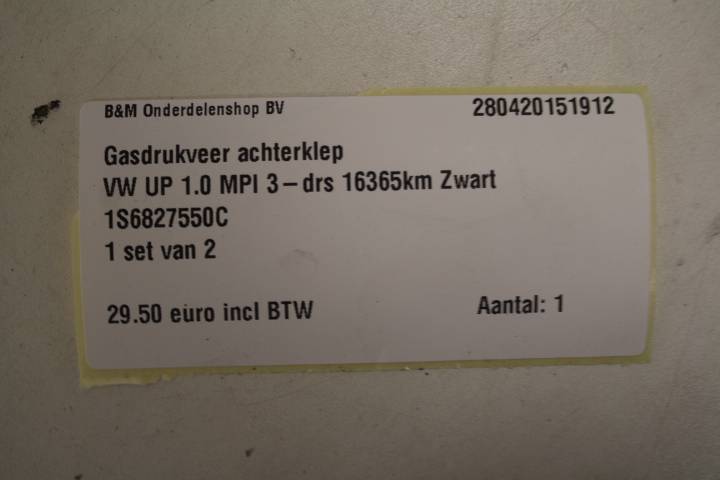 B&M Onderdelenshop BV 280420151912
Gasdrukveer achterklep
VW UP 1.0 MPI 3-drs 16365km Zwart
1S6827550C
1 set van 2
29.50 euro incl BTW Aantal: 1